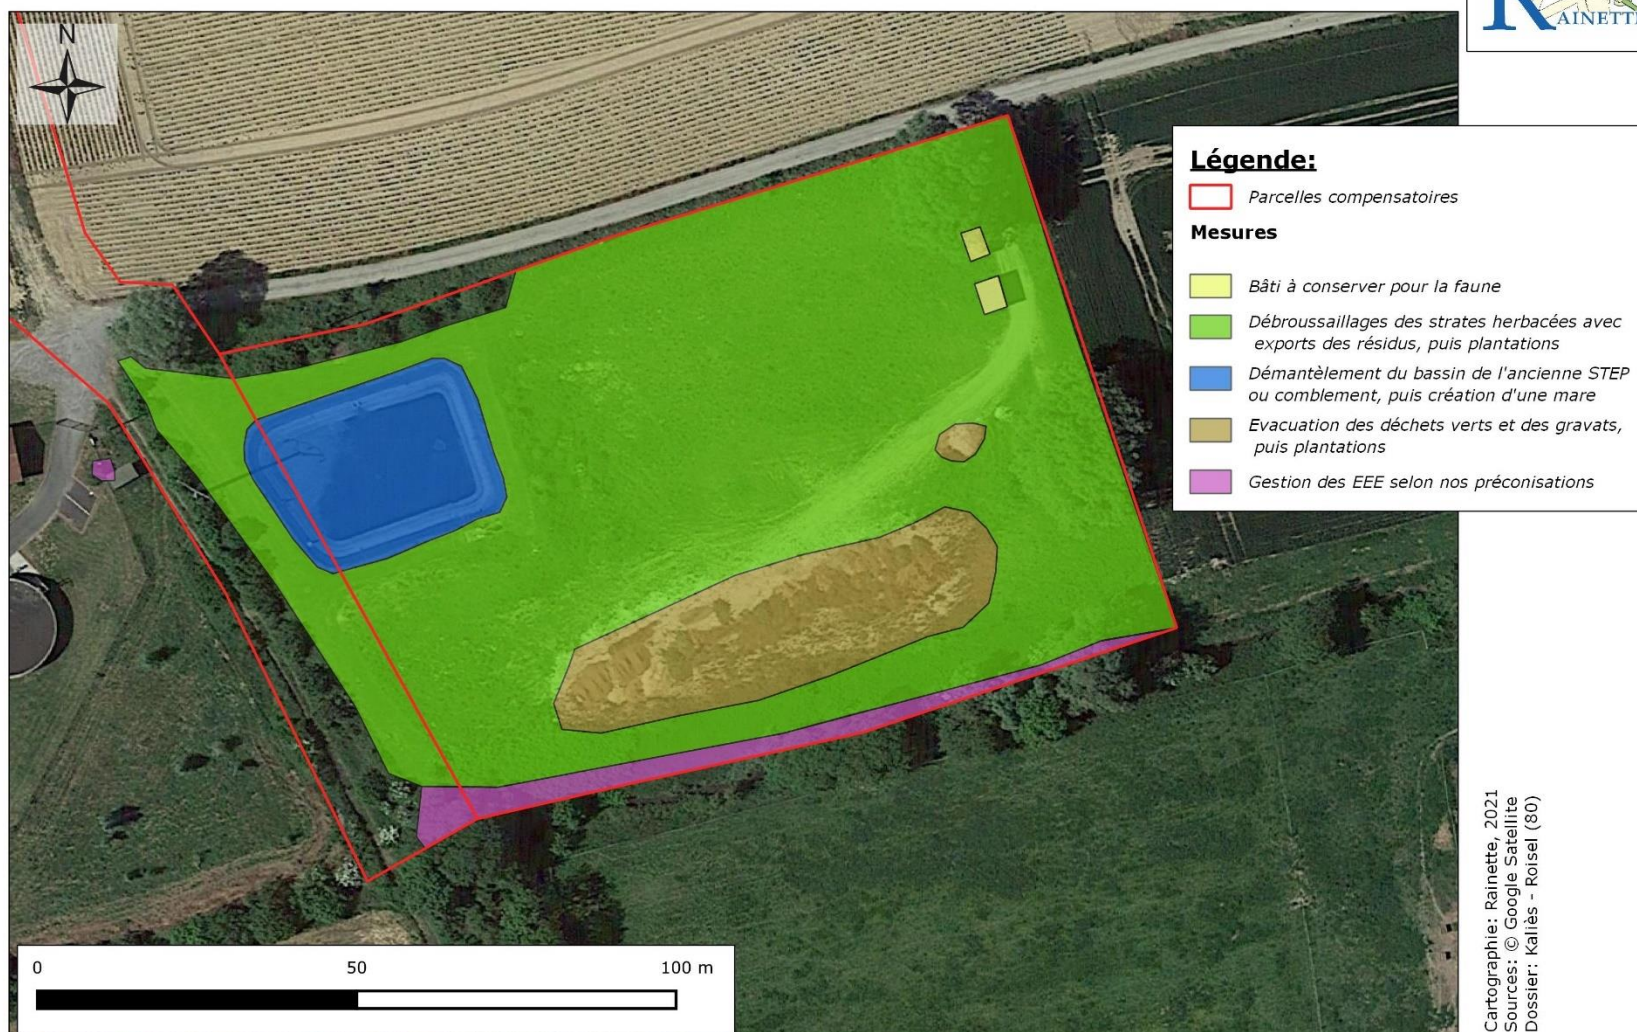 N
AINETTE
Légende:
Parcelles compensatoires
Mesures
Bâti à conserver pour la faune
Débroussaillages des strates herbacées avec
exports des résidus, puis plantations
Démantèlement du bassin de l'ancienne STEP
ou comblement, puis création d'une mare
Evacuation des déchets verts et des gravats,
puis plantations
Gestion des EEE selon nos préconisations
0 50 100 m
Cartographie: Rainette, 2021
Sources: © Google Satellite
Dossier: Kaliès - Roisel (80)